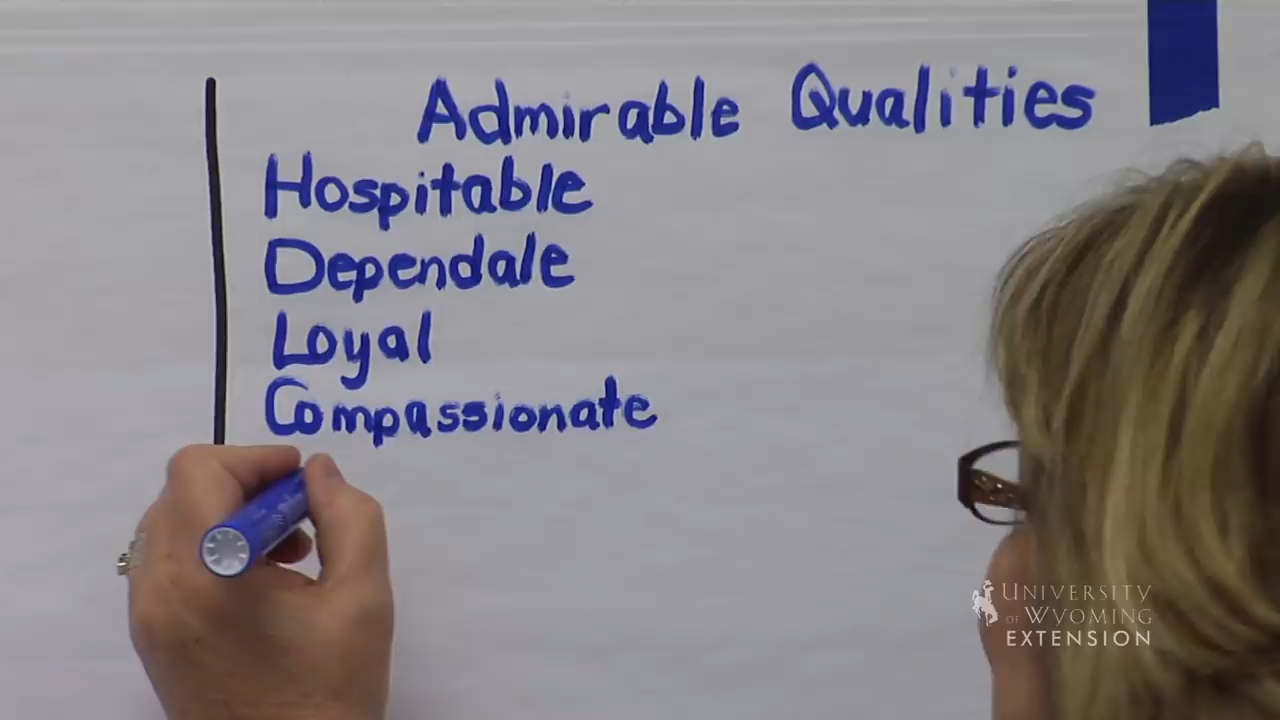 Admirable Qualities
Hospitable
Dependale
Loyal
Compassionate
UNIVERSITY
OF WYOMING
EXTENSION